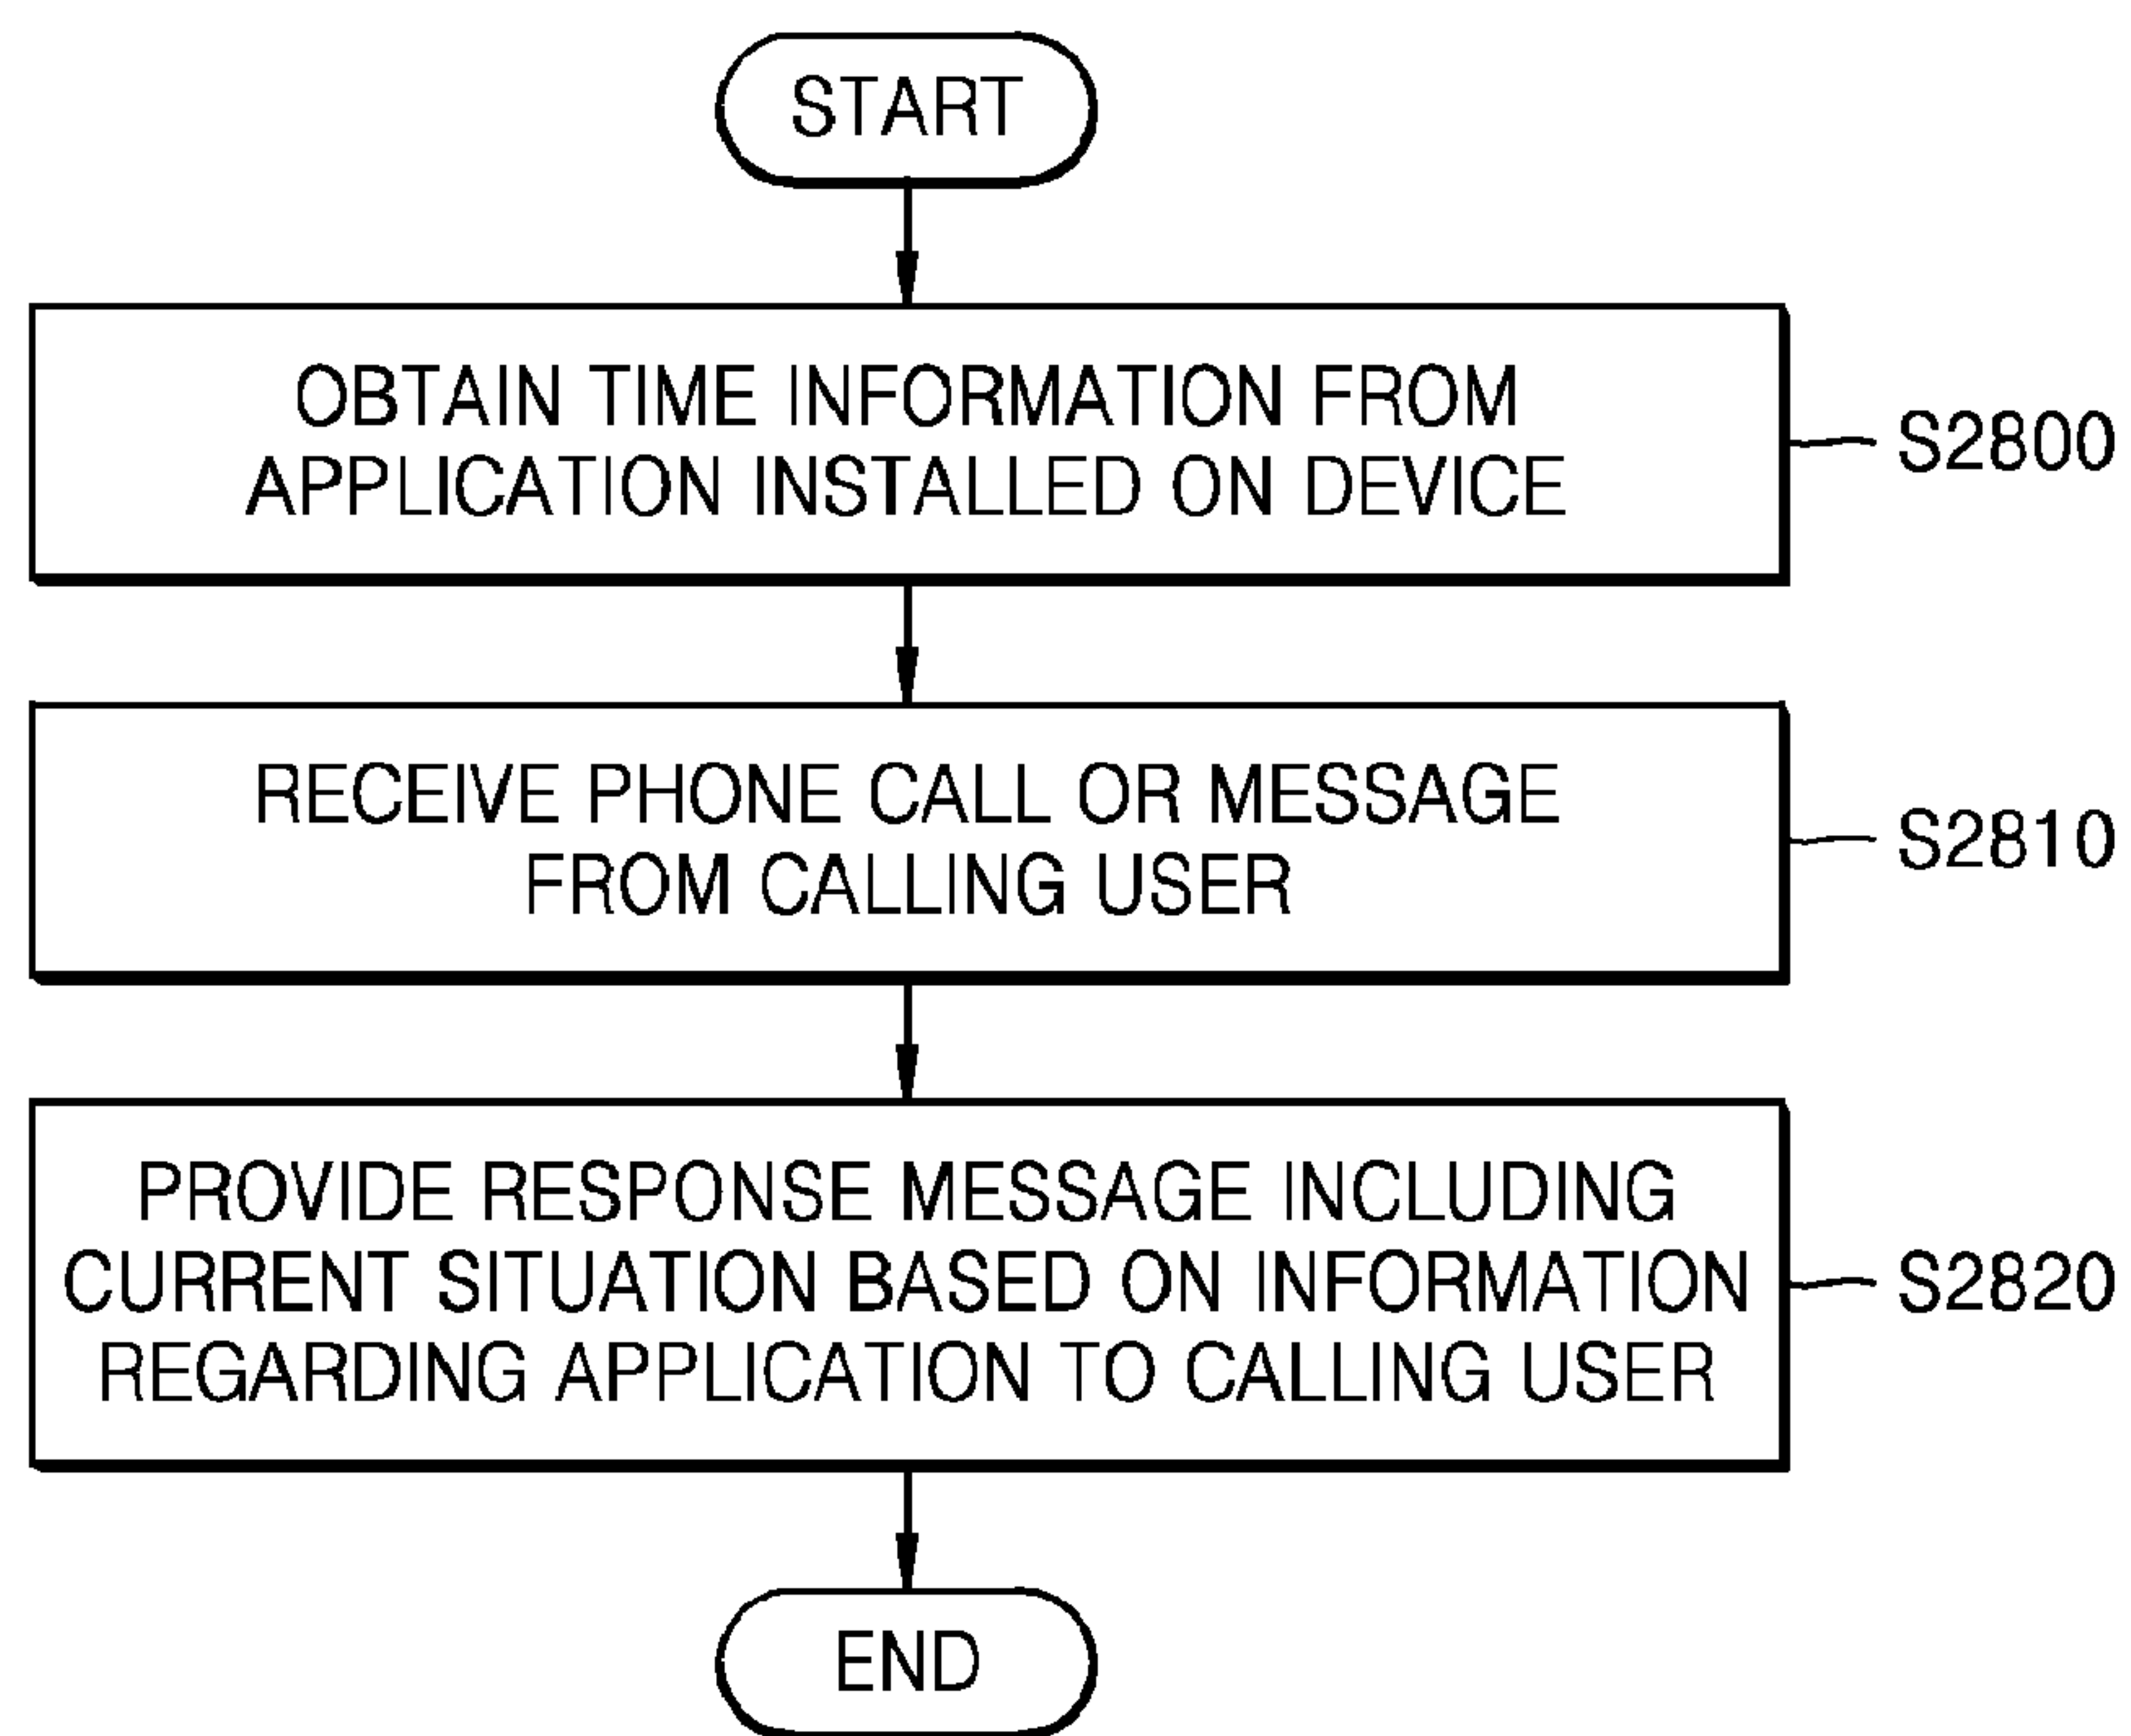 START
OBTAIN TIME INFORMATION FROM
APPLICATION INSTALLED ON DEVICE
S2800
RECEIVE PHONE CALL OR MESSAGE
FROM CALLING USER
S2810
PROVIDE RESPONSE MESSAGE INCLUDING
CURRENT SITUATION BASED ON INFORMATION
REGARDING APPLICATION TO CALLING USER
S2820
END